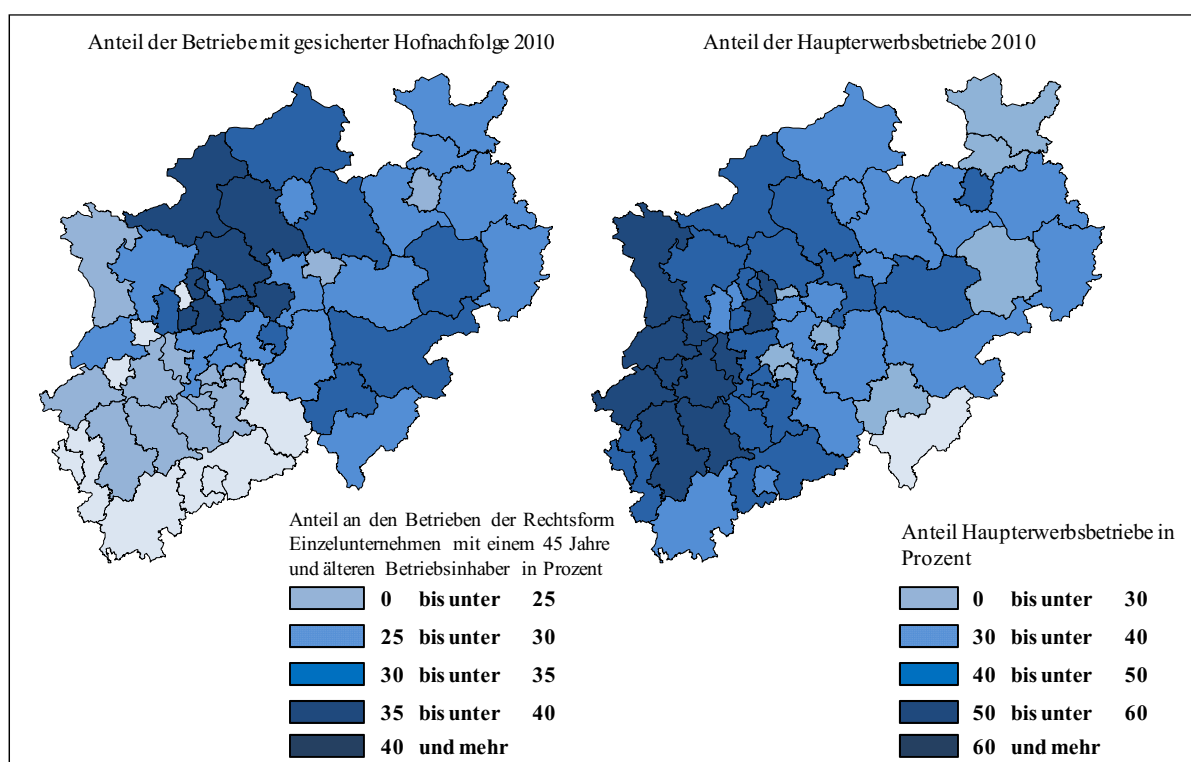 Anteil der Betriebe mit gesicherter Hofnachfolge 2010
Anteil der Haupterwerbsbetriebe 2010
Anteil an den Betrieben der Rechtsform
Einzelunternehmen mit einem 45 Jahre
und älteren Betriebsinhaber in Prozent
0 bis unter 25
25 bis unter 30
30 bis unter 35
35 bis unter 40
40 und mehr
Anteil Haupterwerbsbetriebe in
Prozent
0 bis unter 30
30 bis unter 40
40 bis unter 50
50 bis unter 60
60 und mehr